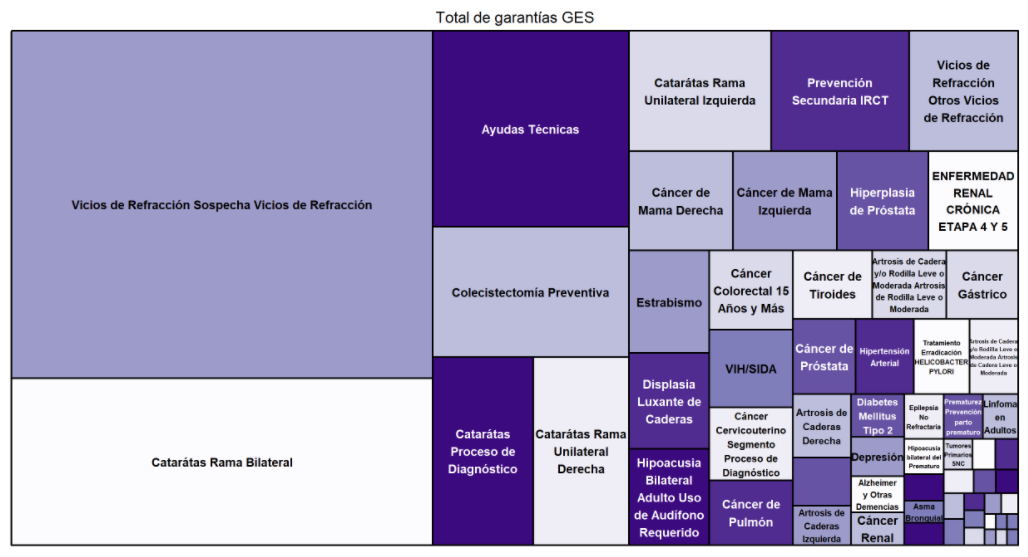 Total de garantías GES
Vicios de Refracción Sospecha Vicios de Refracción
Catarátas Rama Bilateral
Ayudas Técnicas
Colecistectomía Preventiva
Catarátas
Proceso de
Diagnóstico
Catarátas Rama
Unilateral
Derecha
Catarátas Rama
Unilateral Izquierda
Prevención
Secundaria IRCT
Vicios de
Refracción
Otros Vicios
de Refracción
Cáncer de
Mama Derecha
Cáncer de Mama
Izquierda
Hiperplasia
de Próstata
ENFERMEDAD
RENAL
CRÓNICA
ETAPA 4 Y 5
Estrabismo
Displasia
Luxante de
Caderas
Hipoacusia
Bilateral
Adulto Uso
de Audífono
Requerido
Cáncer
Colorectal 15
Años y Más
VIH/SIDA
Cáncer
Cervicouterino
Segmento
Proceso de
Diagnóstico
Cáncer de
Pulmón
Cáncer de
Tiroides
Artrosis de Cadera
y/o Rodilla Leve o
Moderada Artrosis
de Rodilla Leve o
Moderada
Cáncer
Gástrico
Cáncer de
Próstata
Hipertensión
Arterial
Tratamiento
Erradicación
HELICOBACTER
PYLORI
Artrosis de Cadera
y/o Rodilla Leve o
Moderada Artrosis
de Cadera Leve o
Moderada
Artrosis de
Caderas
Derecha
Artrosis de
Caderas
Izquierda
Diabetes
Mellitus
Tipo 2
Depresión
Alzheimer
y Otras
Demencias
Cáncer
Renal
Epilepsia
No
Refractaria
Hipoacusia
bilateral del
Prematuro
Asma
Bronquial
Prematurez
Prevención
parto
prematuro
Linfoma
en
Adultos
Tumores
Primarios
SNC